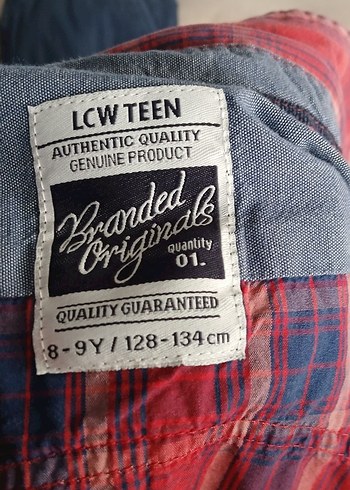 LCW TEEN
AUTHENTIC QUALITY
GENUINE PRODUCT
Branded
Originals
Quantity
01.
QUALITY GUARANTEED
8-9Y/128-134cm